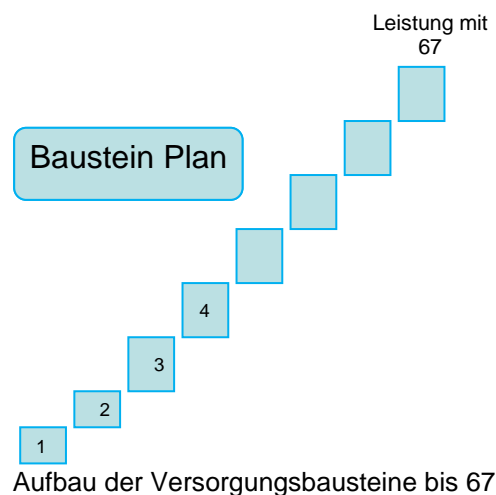 Leistung mit
67
Baustein Plan
4
3
2
1
Aufbau der Versorgungsbausteine bis 67